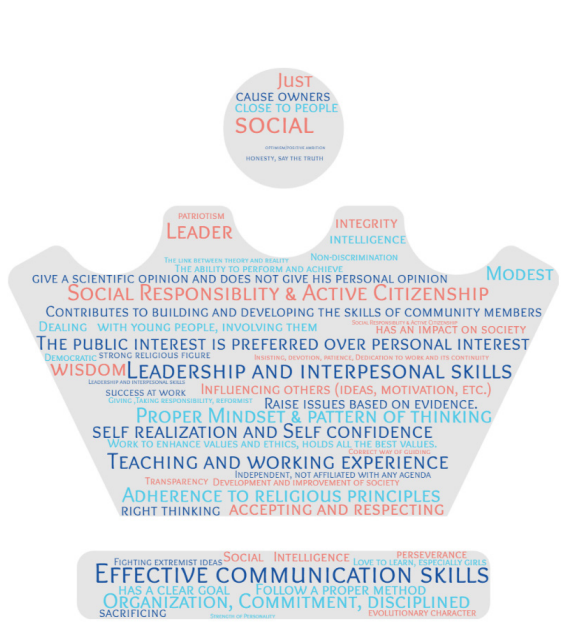 Just
CAUSE OWNERS
CLOSE TO PEOPLE
SOCIAL
OPTIMISM/EFFECTIVE AMBITION
HONESTY, SAY THE TRUTH
PATRIOTISM
LEADER
INTEGRITY
INTELLIGENCE
THE LINK BETWEEN THEORY AND REALITY
NON-DISCRIMINATION
THE ABILITY TO PERFORM AND ACHIEVE
GIVE A SCIENTIFIC OPINION AND DOES NOT GIVE HIS PERSONAL OPINION
MODEST
SOCIAL RESPONSIBLITY & ACTIVE CITIZENSHIP
CONTRIBUTES TO BUILDING AND DEVELOPING THE SKILLS OF COMMUNITY MEMBERS
SOCIAL RESPONSIBLITY & ACTIVE CITIZENSHIP
DEALING WITH YOUNG PEOPLE, INVOLVING THEM
HAS AN IMPACT ON SOCIETY
THE PUBLIC INTEREST IS PREFERRED OVER PERSONAL INTEREST
DEMOCRATIC
STRONG RELIGIOUS FIGURE
INSISTING, DEVOTION, PATIENCE, DEDICATION TO WORK AND ITS CONTINUITY
WISDOM
LEADERSHIP AND INTERPESONAL SKILLS
LEADERSHIP AND INTERPESONAL SKILLS
SUCCESS AT WORK
INFLUENCING OTHERS (IDEAS, MOTIVATION, ETC.)
GIVING ,TAKING RESPONSIBILITY, REFORMIST
RAISE ISSUES BASED ON EVIDENCE.
PROPER MINDSET & PATTERN OF THINKING
SELF REALIZATION AND SELF CONFIDENCE
WORK TO ENHANCE VALUES AND ETHICS, HOLDS ALL THE BEST VALUES.
CORRECT WAY OF GUIDING
TEACHING AND WORKING EXPERIENCE
INDEPENDENT, NOT AFFILIATED WITH ANY AGENDA
TRANSPARENCY
DEVELOPMENT AND IMPROVEMENT OF SOCIETY
ADHERENCE TO RELIGIOUS PRINCIPLES
RIGHT THINKING
ACCEPTING AND RESPECTING
FIGHTING EXTREMIST IDEAS
SOCIAL INTELLIGENCE
PERSEVERANCE
LOVE TO LEARN, ESPECIALLY GIRLS
EFFECTIVE COMMUNICATION SKILLS
HAS A CLEAR GOAL
FOLLOW A PROPER METHOD
ORGANIZATION, COMMITMENT, DISCIPLINED
SACRIFICING
STRENGTH OF PERSONALITY
EVOLUTIONARY CHARACTER